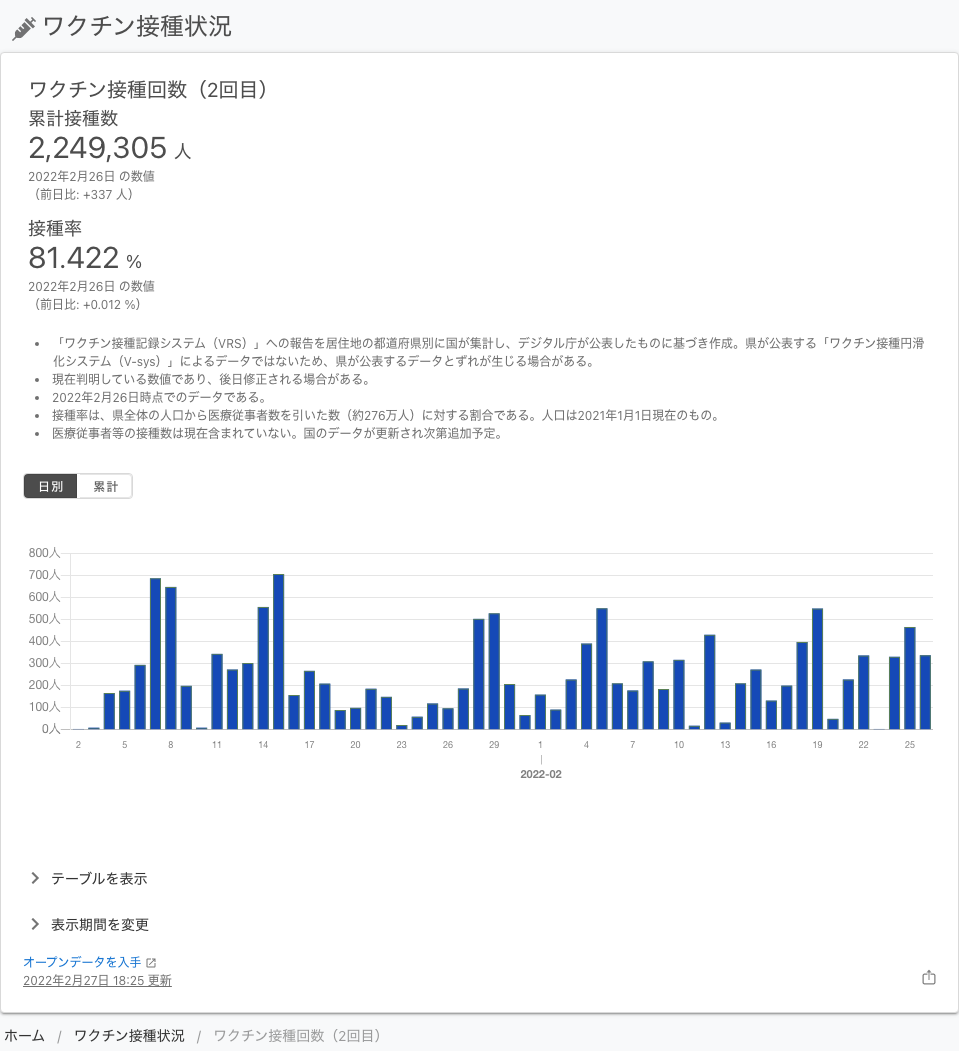 ワクチン接種状況
ワクチン接種回数（2回目）
累計接種数
2,249,305 人
2022年2月26日 の数値
（前日比: +337 人）
接種率
81.422 %
2022年2月26日 の数値
（前日比: +0.012 %）
• 「ワクチン接種記録システム（VRS）」への報告を居住地の都道府県別に国が集計し、デジタル庁が公表したものに基づき作成。県が公表する「ワクチン接種円滑
化システム（V-sys）」によるデータではないため、県が公表するデータとずれが生じる場合がある。
• 現在判明している数値であり、後日修正される場合がある。
• 2022年2月26日時点でのデータである。
• 接種率は、県全体の人口から医療従事者数を引いた数（約276万人）に対する割合である。人口は2021年1月1日現在のもの。
• 医療従事者等の接種数は現在含まれていない。国のデータが更新され次第追加予定。
日別 累計
800人
700人
600人
500人
400人
300人
200人
100人
0人
2 5 8 11 14 17 20 23 26 29 1 4 7 10 13 16 19 22 25
2022-02
テーブルを表示
表示期間を変更
オープンデータを入手
2022年2月27日 18:25 更新
ホーム / ワクチン接種状況 / ワクチン接種回数（2回目）